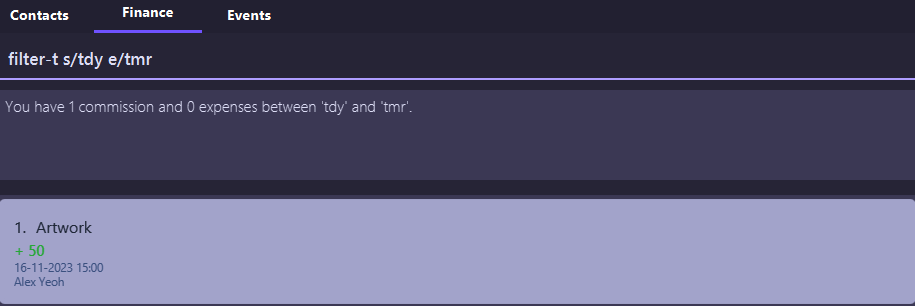 Contacts Finance Events
filter-t s/tdy e/tmr
You have 1 commission and 0 expenses between 'tdy' and 'tmr'.
1. Artwork
+ 50
16-11-2023 15:00
Alex Yeoh